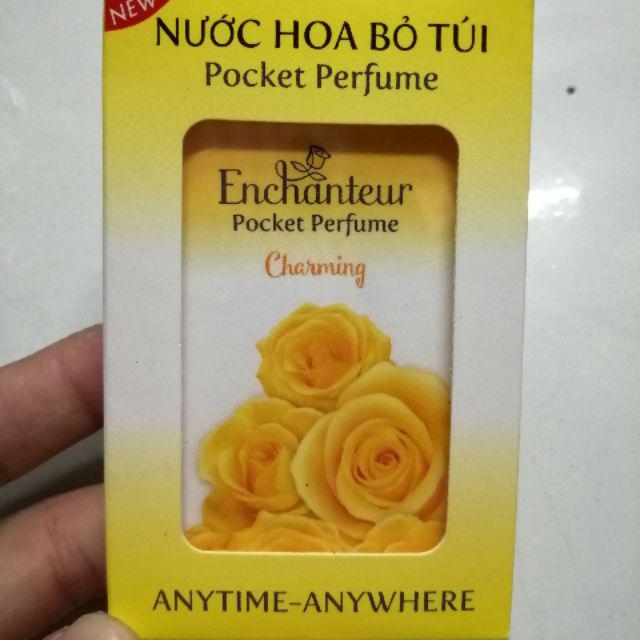 NEW
NƯỚC HOA BỎ TÚI
Pocket Perfume
Enchanteur
Pocket Perfume
Charming
ANYTIME–ANYWHERE